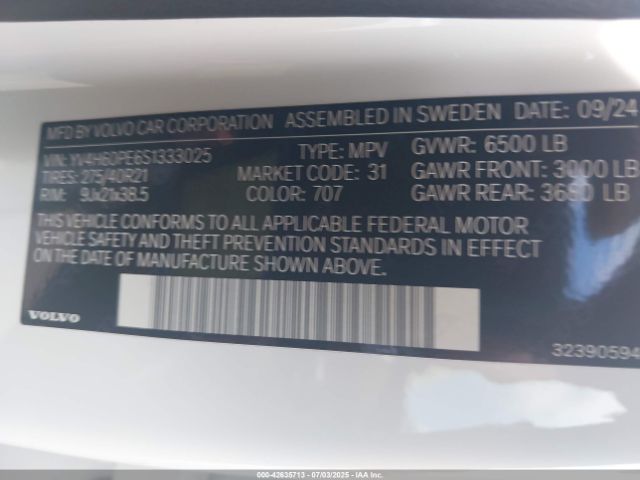 MFD BY VOLVO CAR CORPORATION ASSEMBLED IN SWEDEN DATE: 09/24
VIN: YV4H60PE6S1333025 TYPE: MPV GVWR: 6500 LB
TIRES: 275/40R21 MARKET CODE: 31 GAWR FRONT: 3000 LB
RIM: 9Jx21x38.5 COLOR: 707 GAWR REAR: 3680 LB
THIS VEHICLE CONFORMS TO ALL APPLICABLE FEDERAL MOTOR
VEHICLE SAFETY AND THEFT PREVENTION STANDARDS IN EFFECT
ON THE DATE OF MANUFACTURE SHOWN ABOVE.
VOLVO
32390594
000-42635713 - 07/03/2025 - IAA Inc.